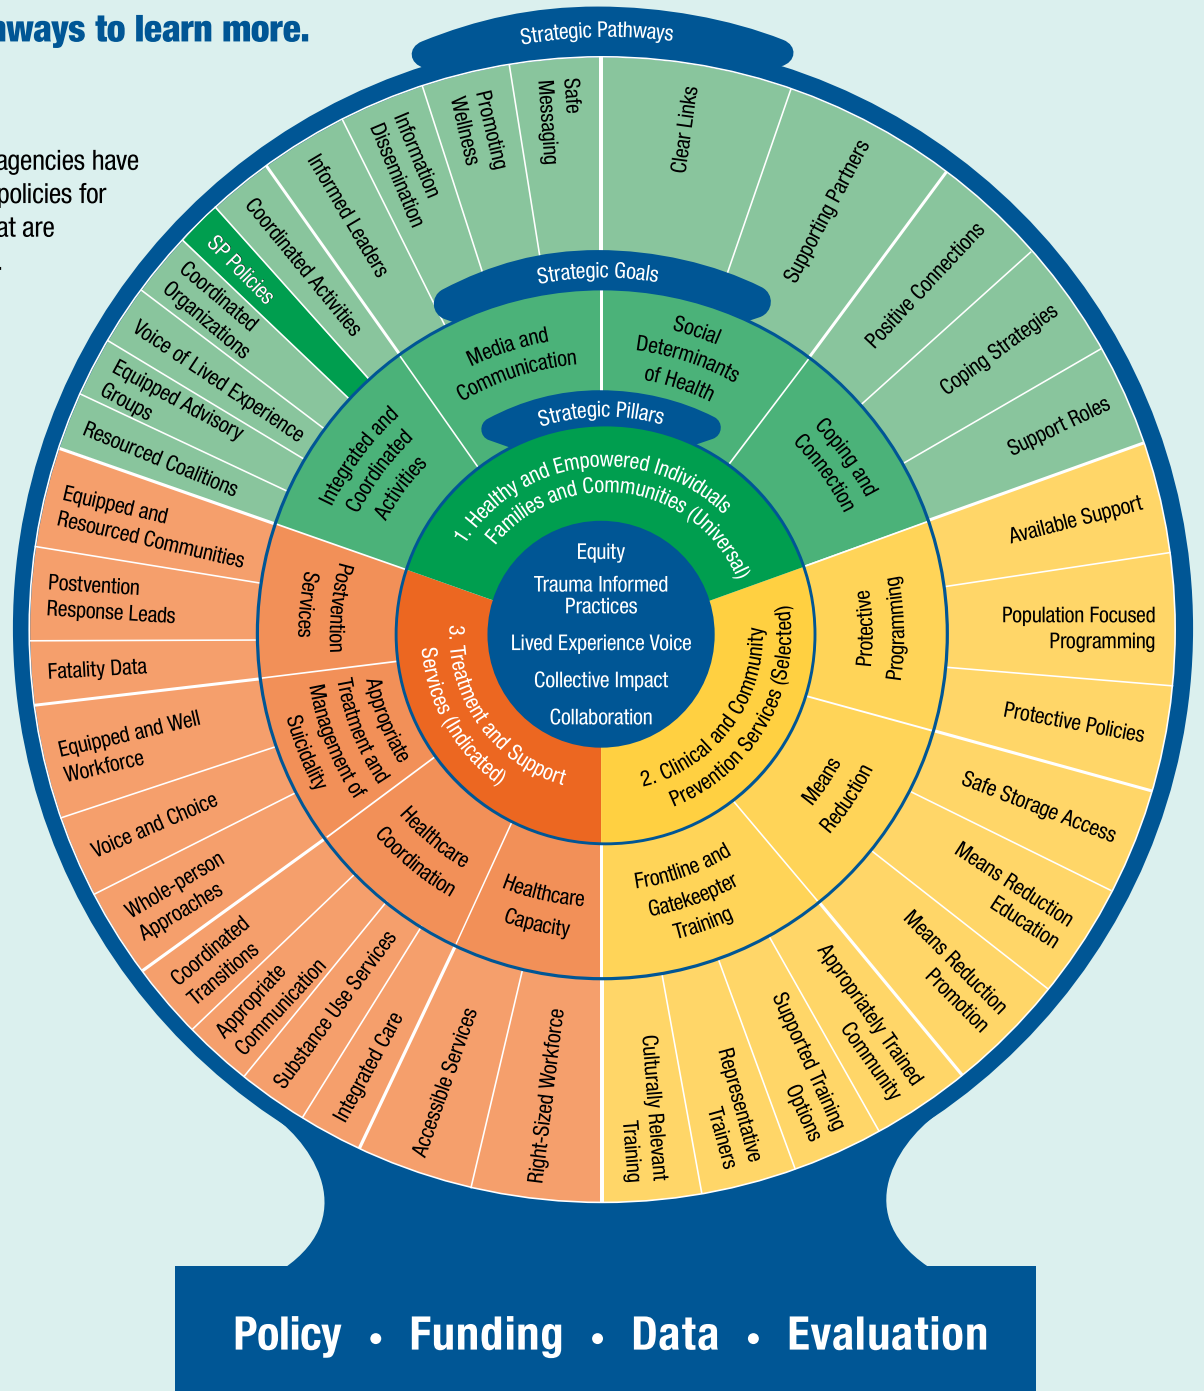 ways to learn more.
agencies have
policies for
at are
.
Strategic Pathways
Safe
Messaging
Promoting
Wellness
Information
Dissemination
Informed Leaders
Coordinated Activities
SP Policies
Coordinated
Organizations
Voice of Lived Experience
Equipped Advisory
Groups
Resourced Coalitions
Clear Links
Supporting Partners
Positive Connections
Coping Strategies
Support Roles
Strategic Goals
Media and
Communication
Social
Determinants
of Health
Integrated and
Coordinated
Activities
Coping and
Connection
Strategic Pillars
1. Healthy and Empowered Individuals
Families and Communities (Universal)
Equity
Trauma Informed
Practices
Lived Experience Voice
Collective Impact
Collaboration
2. Clinical and Community
Prevention Services (Selected)
3. Treatment and Support
Services (Indicated)
Protective
Programming
Means
Reduction
Frontline and
Gatekeeper
Training
Available Support
Population Focused
Programming
Protective Policies
Safe Storage Access
Means Reduction
Education
Means Reduction
Promotion
Appropriately Trained
Community
Supported Training
Options
Representative
Trainers
Culturally Relevant
Training
Postvention
Services
Appropriate
Treatment and
Management of
Suicidality
Healthcare
Coordination
Healthcare
Capacity
Equipped and
Resourced Communities
Postvention
Response Leads
Fatality Data
Equipped and Well
Workforce
Voice and Choice
Whole-person
Approaches
Coordinated
Transitions
Appropriate
Communication
Substance Use Services
Integrated Care
Accessible Services
Right-Sized Workforce
Policy • Funding • Data • Evaluation